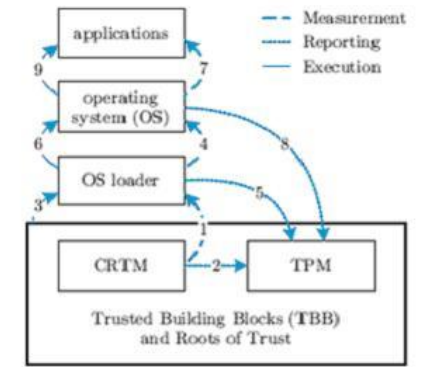 applications
Measurement
Reporting
Execution
9
7
operating
system (OS)
6
4
8
OS loader
3
5
1
CRTM
2
TPM
Trusted Building Blocks (TBB)
and Roots of Trust